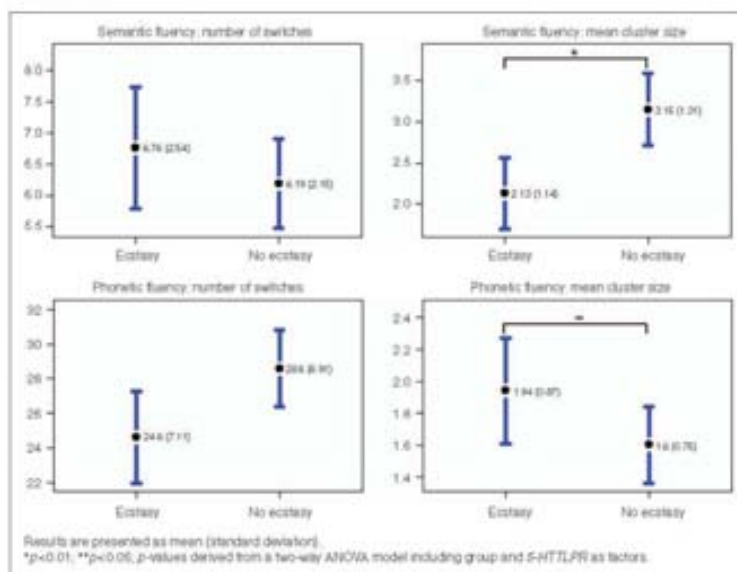 Semantic fluency: number of switches
8.0
7.5
7.0
6.5
6.0
5.5
6.76 (2.54)
6.19 (2.15)
Ecstasy
No ecstasy
Semantic fluency: mean cluster size
*
3.5
3.0
2.5
2.0
2.13 (1.14)
Ecstasy
No ecstasy
Phonetic fluency: number of switches
32
30
28
26
24
22
24.6 (7.11)
Ecstasy
No ecstasy
Phonetic fluency: mean cluster size
**
2.4
2.2
2.0
1.8
1.6
1.4
1.94 (0.87)
Ecstasy
No ecstasy
Results are presented as mean (standard deviation).
*p<0.01; **p<0.05; p-values derived from a two-way ANOVA model including group and 5-HTTLPR as factors.